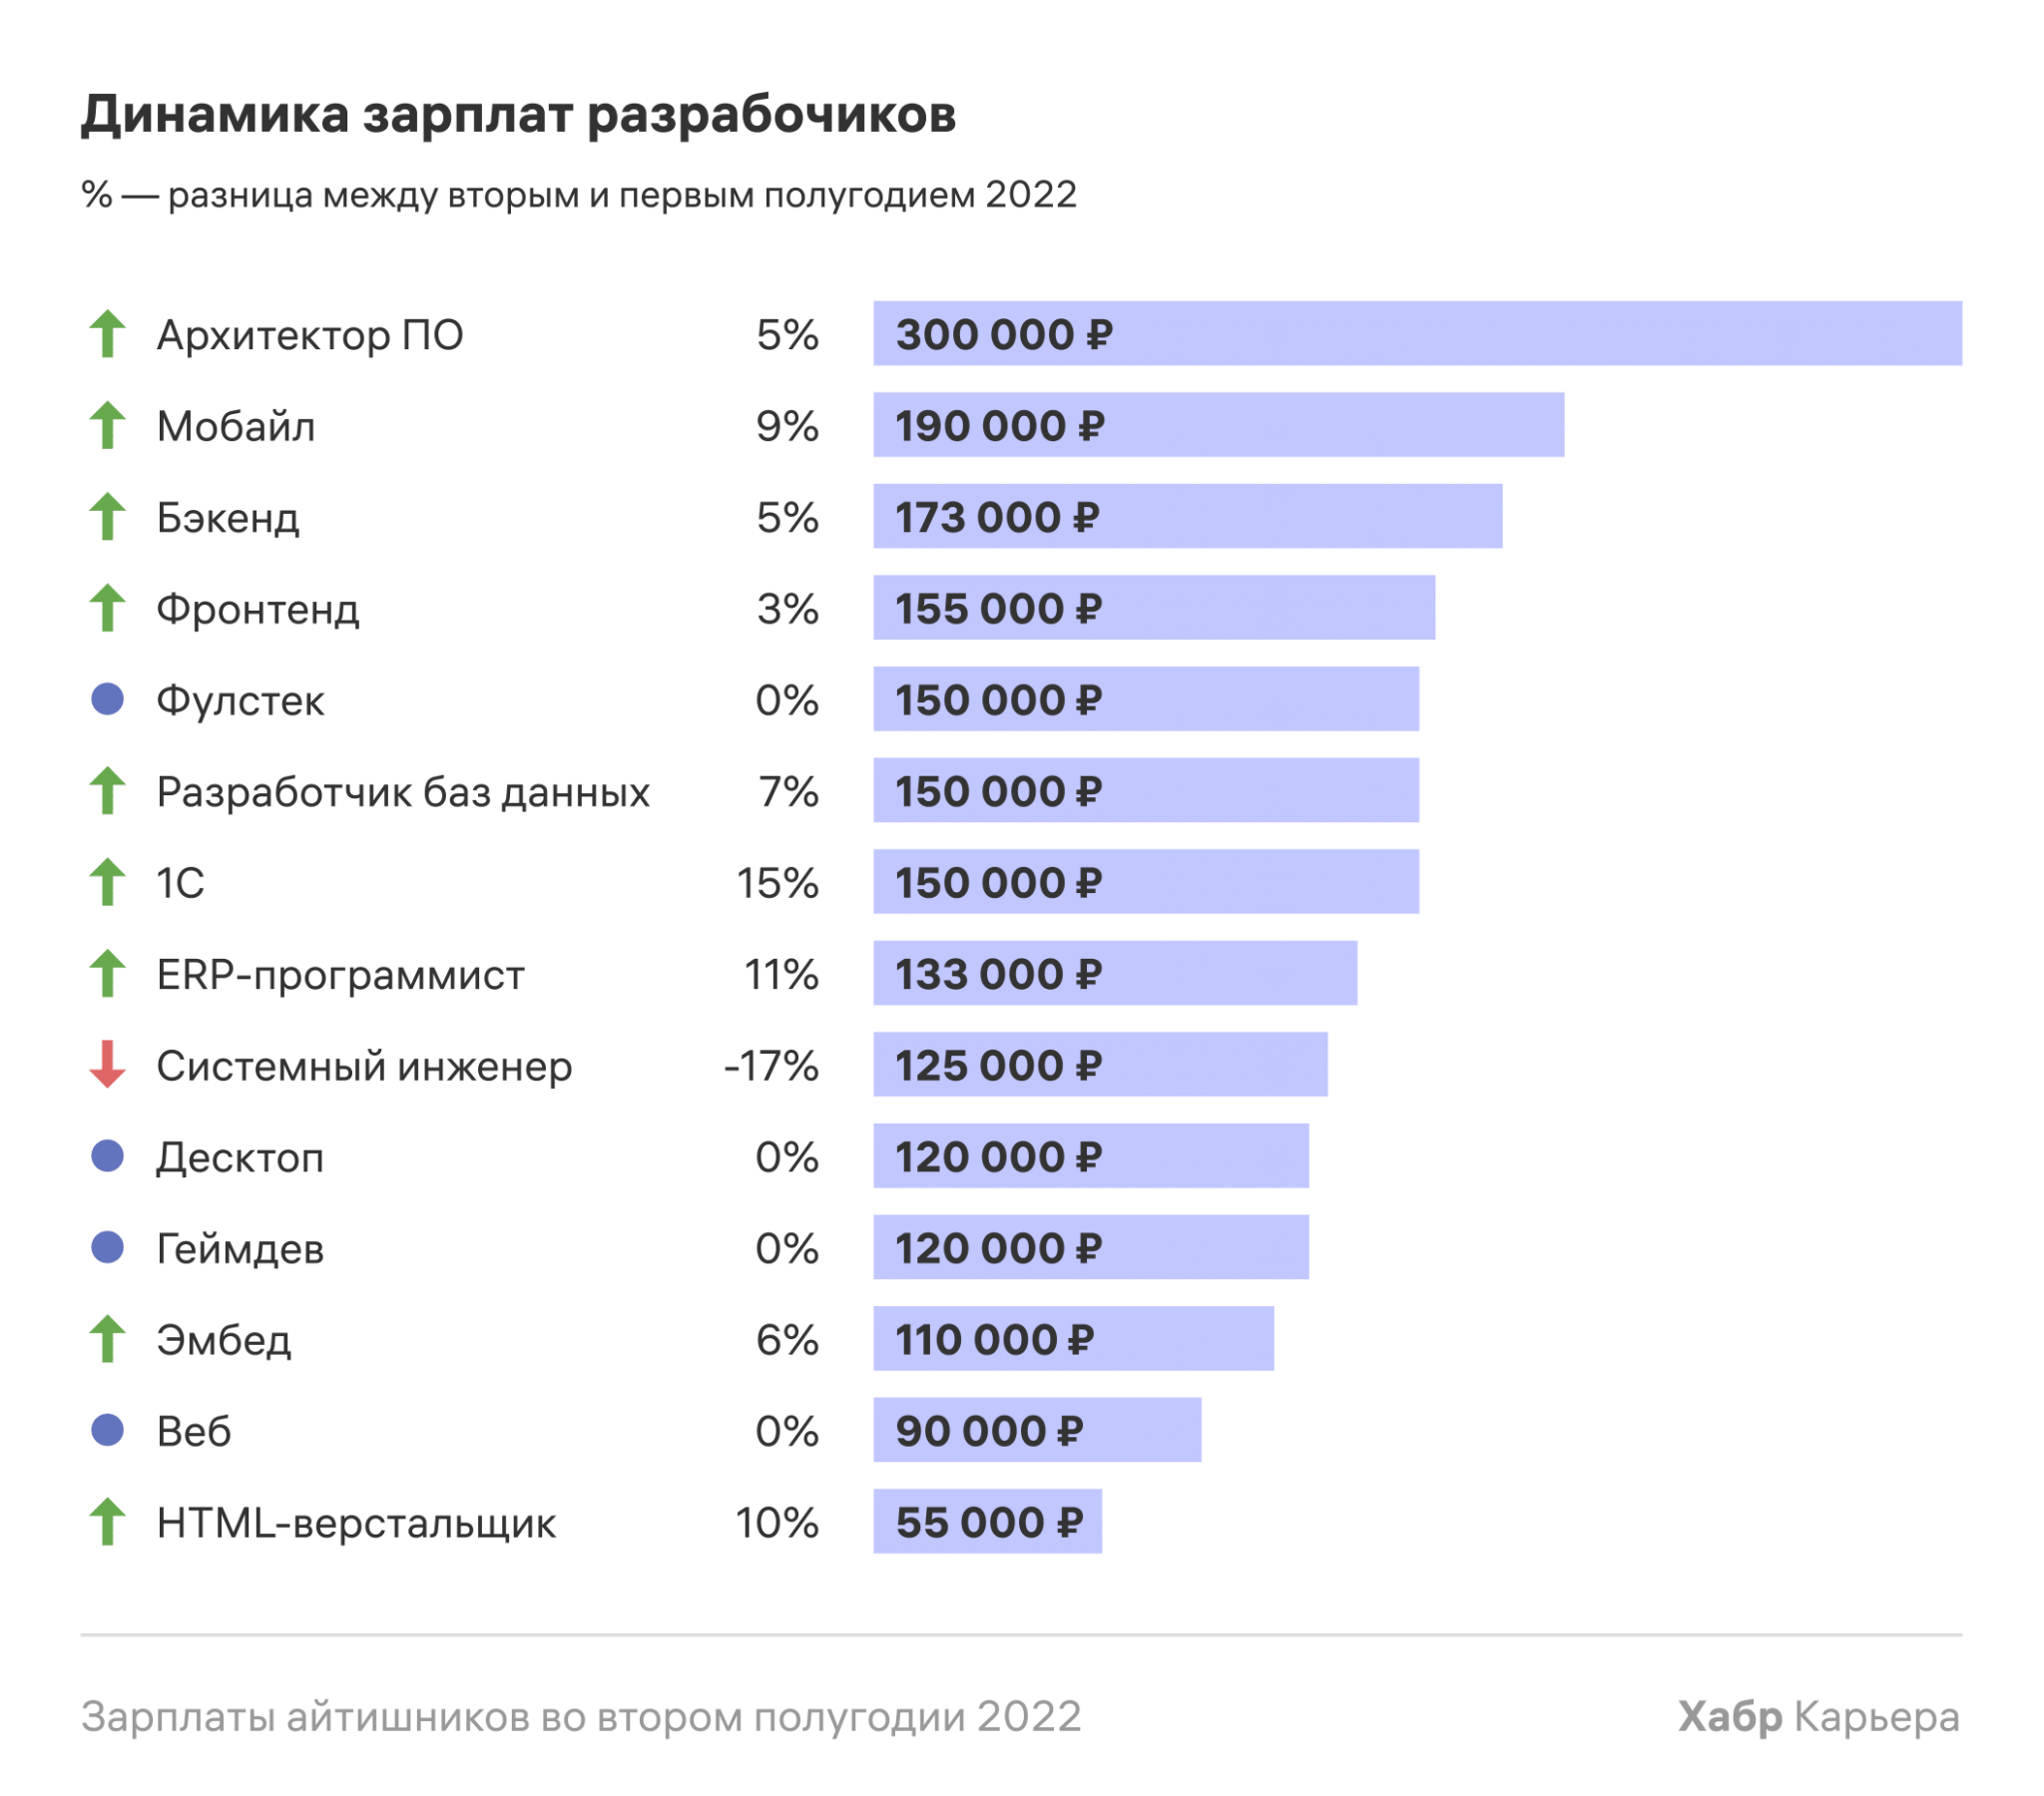 Динамика зарплат разрабочиков
% — разница между вторым и первым полугодием 2022
Архитектор ПО 5% 300 000 ₽
Мобайл 9% 190 000 ₽
Бэкенд 5% 173 000 ₽
Фронтенд 3% 155 000 ₽
Фулстек 0% 150 000 ₽
Разработчик баз данных 7% 150 000 ₽
1С 15% 150 000 ₽
ERP-программист 11% 133 000 ₽
Системный инженер -17% 125 000 ₽
Десктоп 0% 120 000 ₽
Геймдев 0% 120 000 ₽
Эмбед 6% 110 000 ₽
Веб 0% 90 000 ₽
HTML-верстальщик 10% 55 000 ₽
Зарплаты айтишников во втором полугодии 2022 Хабр Карьера